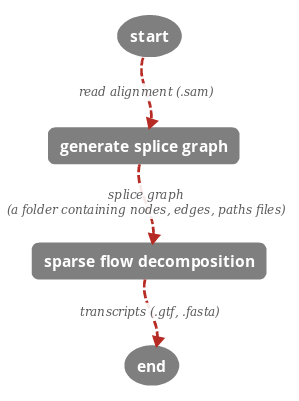 start
read alignment (.sam)
generate splice graph
splice graph
(a folder containing nodes, edges, paths files)
sparse flow decomposition
transcripts (.gtf, .fasta)
end